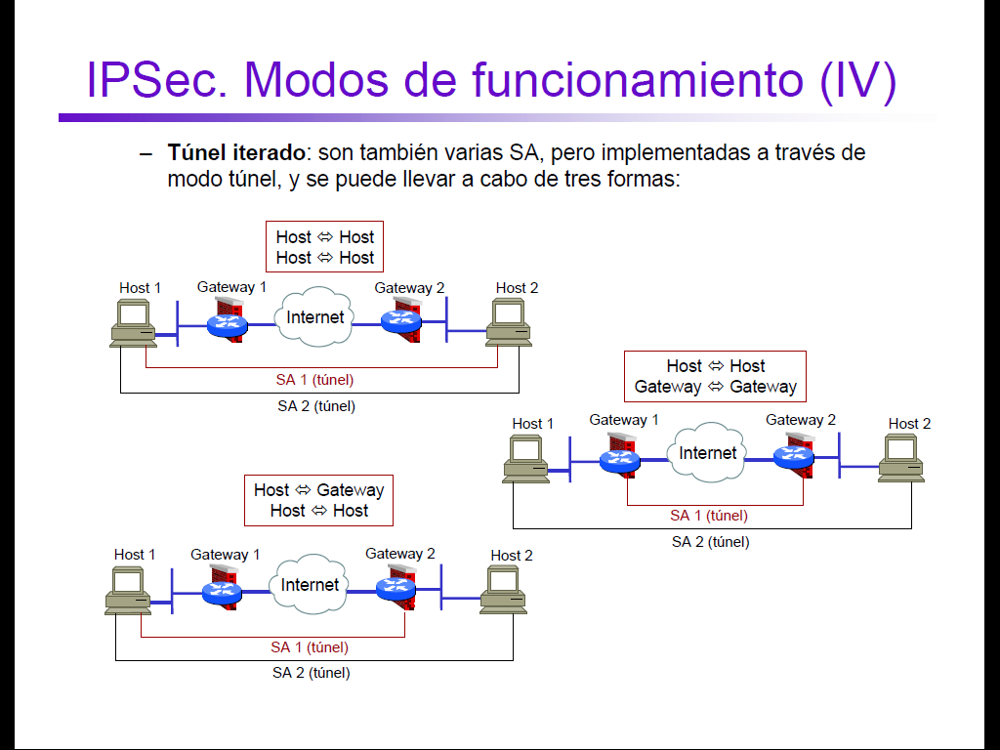 IPSec. Modos de funcionamiento (IV)
– Túnel iterado: son también varias SA, pero implementadas a través de
modo túnel, y se puede llevar a cabo de tres formas:
Host ⇔ Host
Host ⇔ Host
Host 1
Gateway 1
Internet
Gateway 2
Host 2
SA 1 (túnel)
SA 2 (túnel)
Host ⇔ Host
Gateway ⇔ Gateway
Host 1
Gateway 1
Internet
Gateway 2
Host 2
SA 1 (túnel)
SA 2 (túnel)
Host ⇔ Gateway
Host ⇔ Host
Host 1
Gateway 1
Internet
Gateway 2
Host 2
SA 1 (túnel)
SA 2 (túnel)